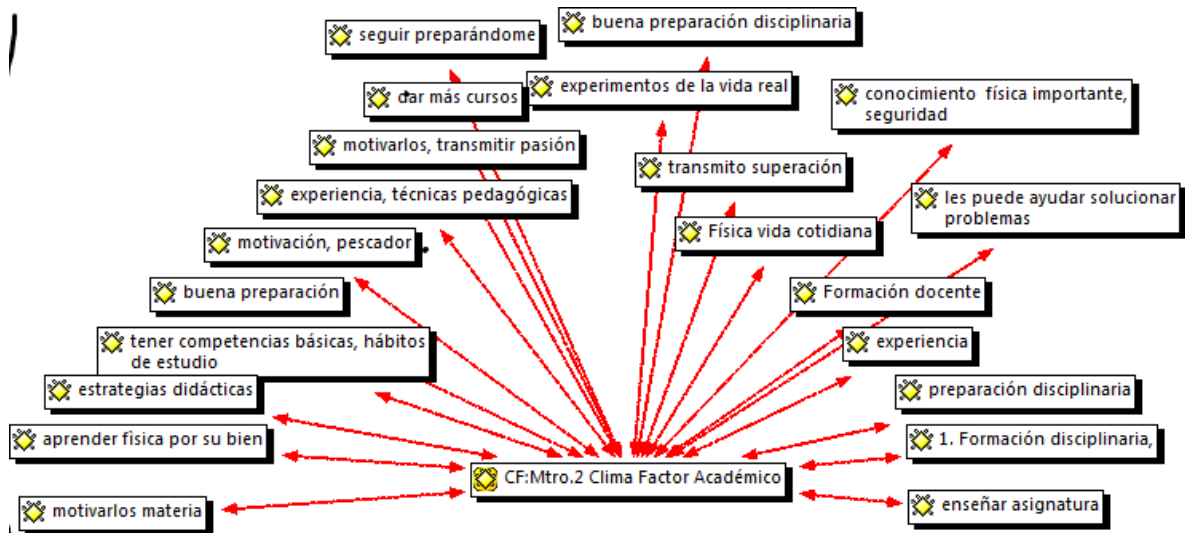 buena preparación disciplinaria
seguir preparándome
experimentos de la vida real
dar más cursos
conocimiento física importante,
seguridad
motivarlos, transmitir pasión
transmito superación
experiencia, técnicas pedagógicas
les puede ayudar solucionar
problemas
Física vida cotidiana
motivación, pescador
buena preparación
Formación docente
tener competencias básicas, hábitos
de estudio
experiencia
estrategias didácticas
preparación disciplinaria
aprender fìsica por su bien
1. Formación disciplinaria,
CF:Mtro.2 Clima Factor Académico
motivarlos materia
enseñar asignatura